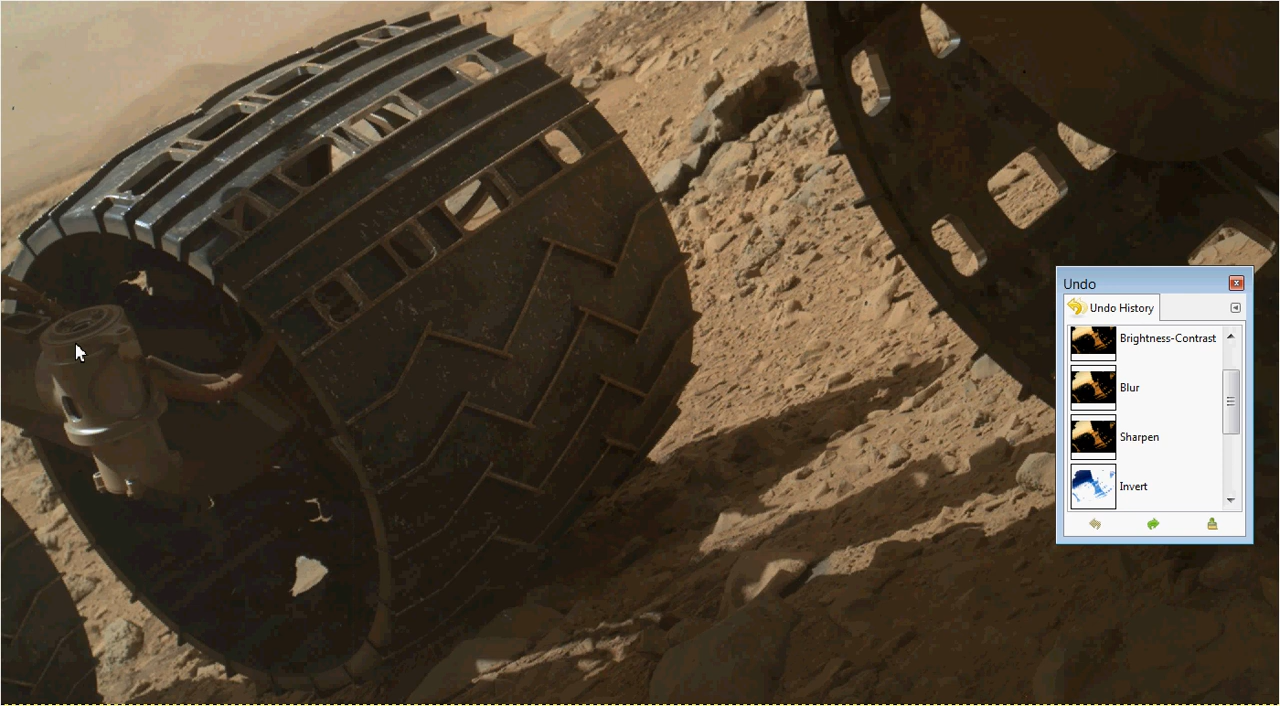 Undo
Undo History
Brightness-Contrast
Blur
Sharpen
Invert